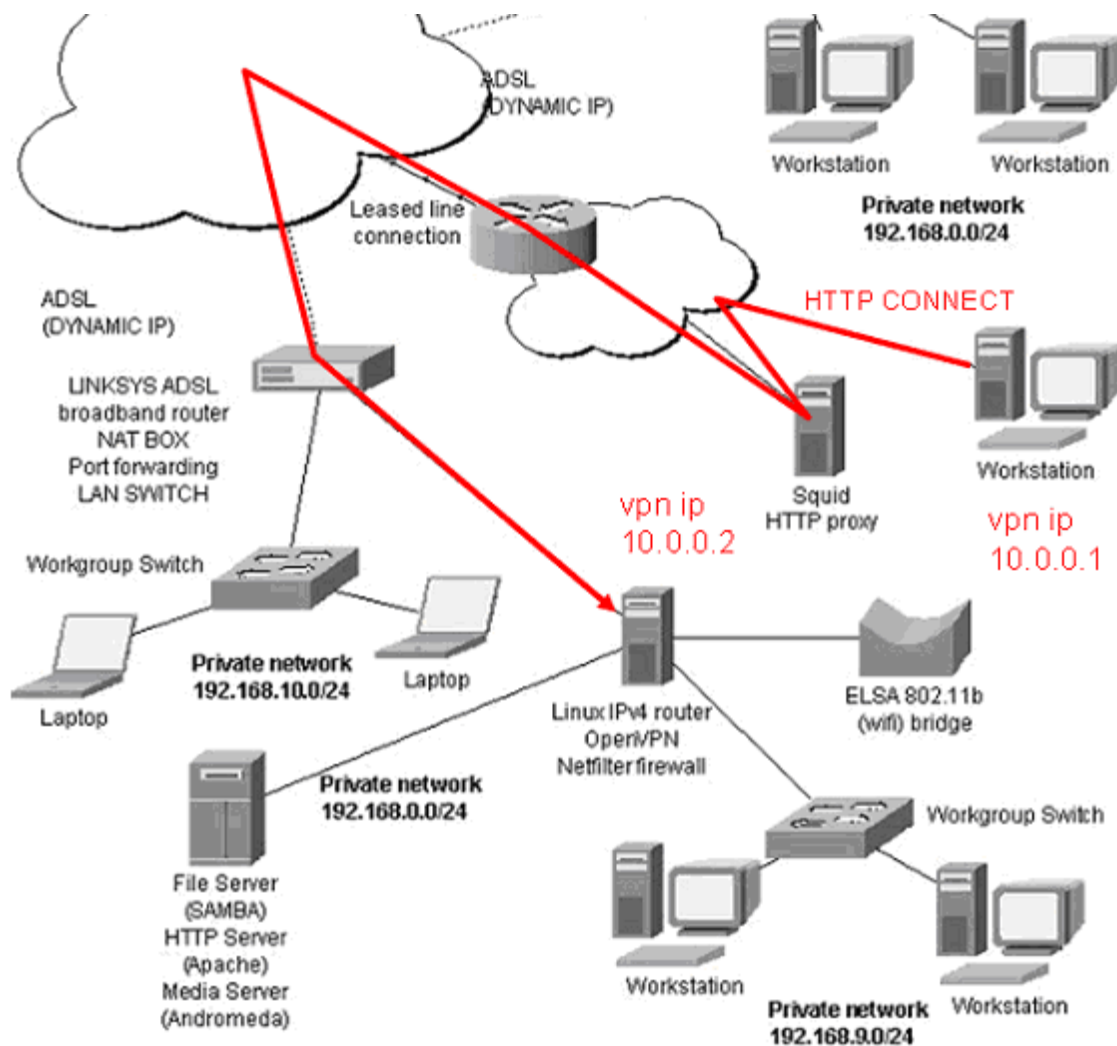 ADSL
(DYNAMIC IP)
Workstation
Workstation
Private network
192.168.0.0/24
Leased line
connection
ADSL
(DYNAMIC IP)
HTTP CONNECT
LINKSYS ADSL
broadband router
NAT BOX
Port forwarding
LAN SWITCH
Workstation
Squid
HTTP proxy
vpn ip
10.0.0.2
vpn ip
10.0.0.1
Workgroup Switch
Private network
192.168.10.0/24
Laptop
Laptop
Linux IPv4 router
OpenVPN
Netfilter firewall
ELSA 802.11b
(wifi) bridge
Private network
192.168.0.0/24
Workgroup Switch
File Server
(SAMBA)
HTTP Server
(Apache)
Media Server
(Andromeda)
Workstation
Workstation
Private network
192.168.9.0/24